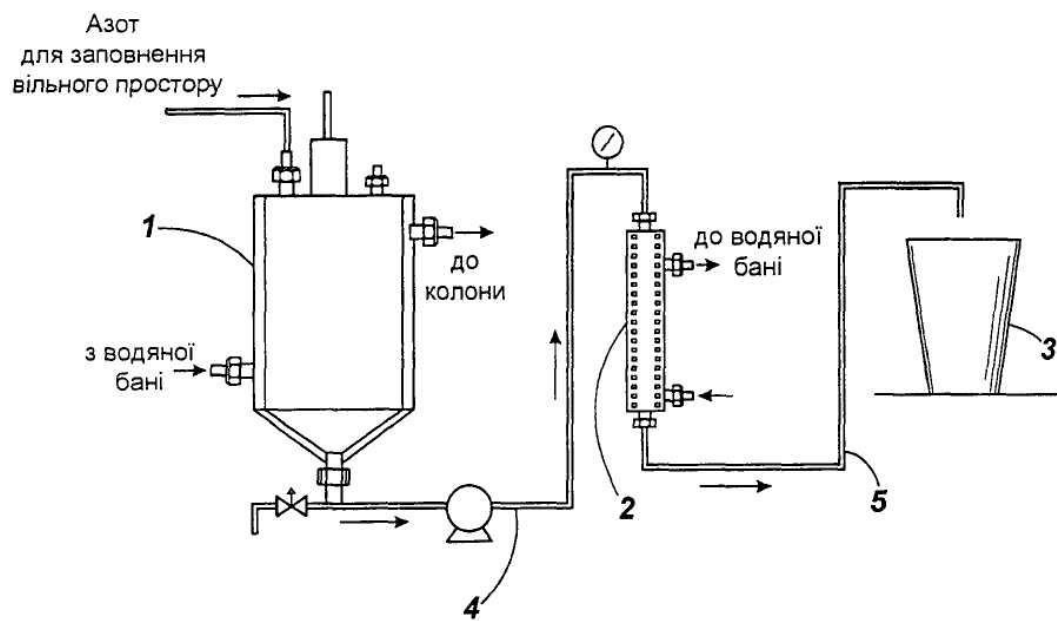 Азот
для заповнення
вільного простору
1
до
колони
з водяної
бані
до водяної
бані
3
2
5
4